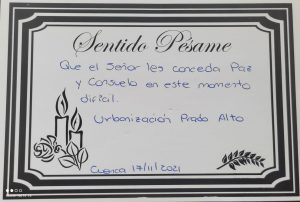 Sentido Pésame
Que el Señor les conceda Paz
y Consuelo en este momento
difícil.
Urbanización Prado Alto
Cuenca 17/11/2021